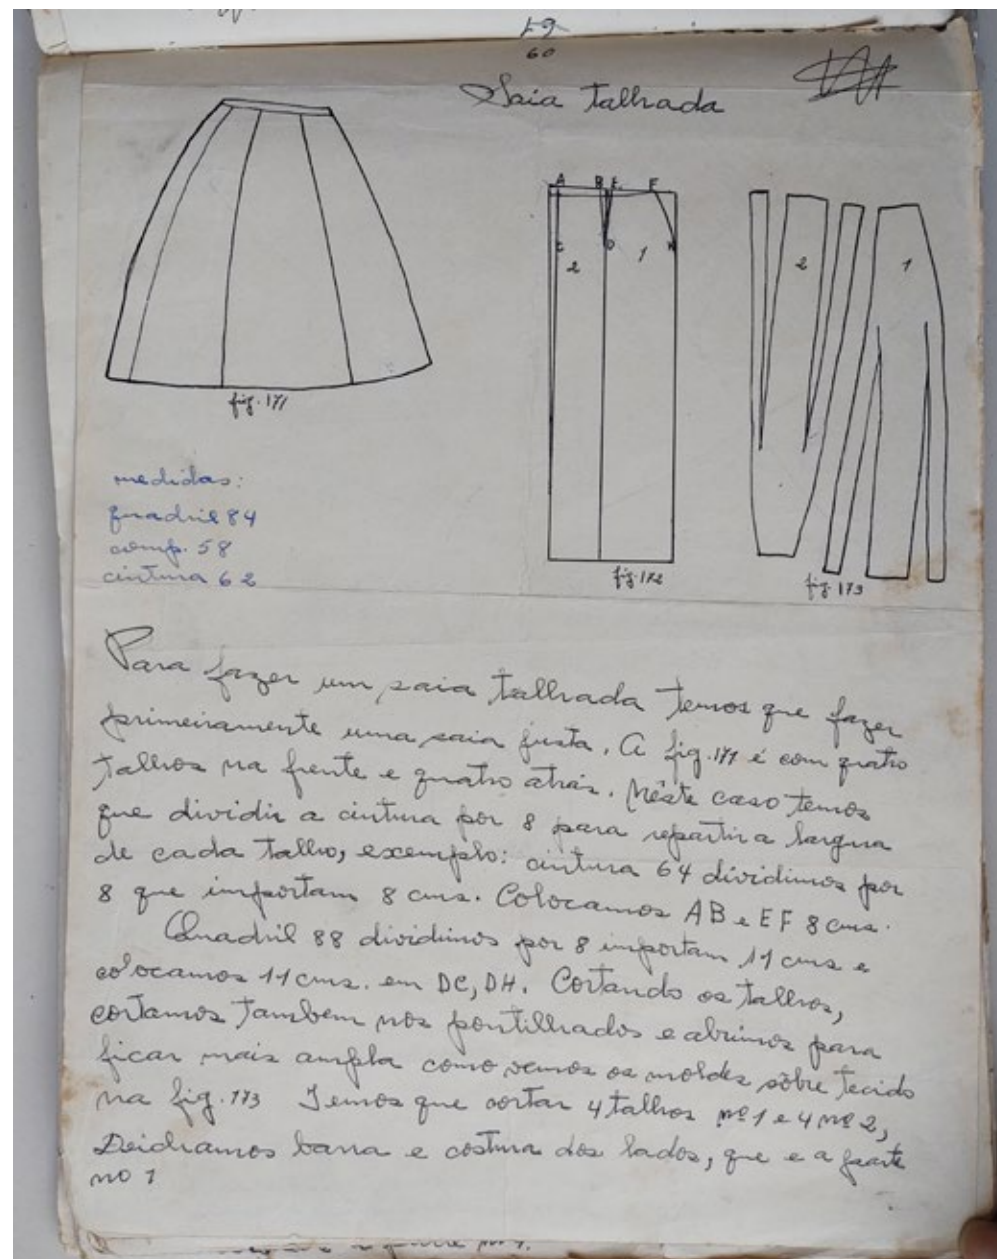 60
Saia talhada
A B E F
C D H
2 1
2 1
fig. 171
fig. 172
fig. 173
medidas:
quadril 84
comp. 58
cintura 62
Para fazer um saia talhada temos que fazer
primeiramente uma saia justa. A fig. 171 é com quatro
talhos na frente e quatro atrás. Nêste caso temos
que dividir a cintura por 8 para repartir a largura
de cada talho, exemplo: cintura 64 dividimos por
8 que importam 8 cms. Colocamos AB e EF 8 cms.
Quadril 88 dividimos por 8 importam 11 cms e
colocamos 11 cms. em DC, DH. Cortando os talhos,
cortamos tambem nos pontilhados e abrimos para
ficar mais ampla como vemos os moldes sôbre tecido
na fig. 173 Temos que cortar 4 talhos nº 1 e 4 nº 2,
Deichamos barra e costura dos lados, que e a parte
no 1